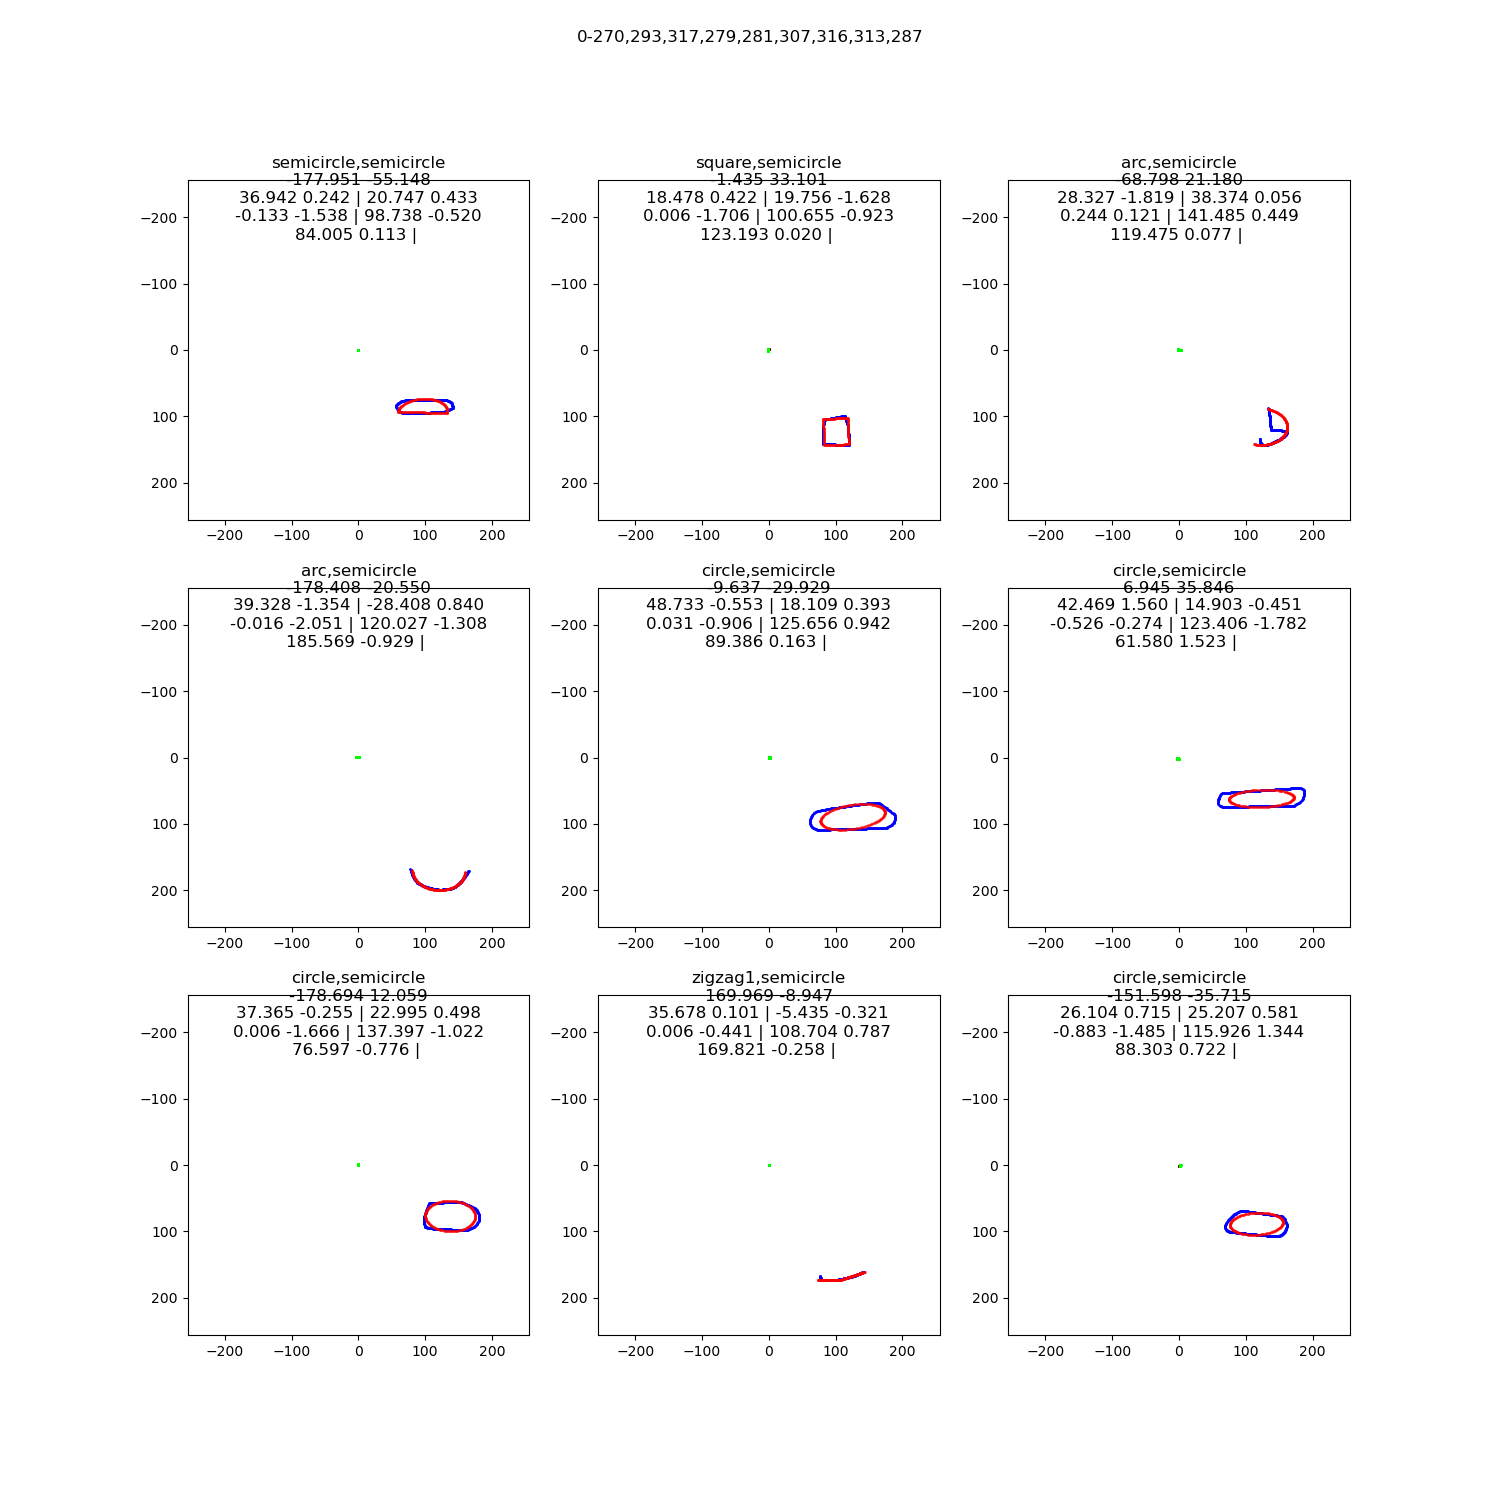 0-270,293,317,279,281,307,316,313,287
semicircle,semicircle
-177.951 -55.148
36.942 0.242 | 20.747 0.433
-0.133 -1.538 | 98.738 -0.520
84.005 0.113 |
−200
−100
0
100
200
−200 −100 0 100 200
square,semicircle
-1.435 33.101
18.478 0.422 | 19.756 -1.628
0.006 -1.706 | 100.655 -0.923
123.193 0.020 |
−200
−100
0
100
200
−200 −100 0 100 200
arc,semicircle
-68.798 21.180
28.327 -1.819 | 38.374 0.056
0.244 0.121 | 141.485 0.449
119.475 0.077 |
−200
−100
0
100
200
−200 −100 0 100 200
arc,semicircle
-178.408 -20.550
39.328 -1.354 | -28.408 0.840
-0.016 -2.051 | 120.027 -1.308
185.569 -0.929 |
−200
−100
0
100
200
−200 −100 0 100 200
circle,semicircle
-9.637 -29.929
48.733 -0.553 | 18.109 0.393
0.031 -0.906 | 125.656 0.942
89.386 0.163 |
−200
−100
0
100
200
−200 −100 0 100 200
circle,semicircle
6.945 35.846
42.469 1.560 | 14.903 -0.451
-0.526 -0.274 | 123.406 -1.782
61.580 1.523 |
−200
−100
0
100
200
−200 −100 0 100 200
circle,semicircle
-178.694 12.059
37.365 -0.255 | 22.995 0.498
0.006 -1.666 | 137.397 -1.022
76.597 -0.776 |
−200
−100
0
100
200
−200 −100 0 100 200
zigzag1,semicircle
169.969 -8.947
35.678 0.101 | -5.435 -0.321
0.006 -0.441 | 108.704 0.787
169.821 -0.258 |
−200
−100
0
100
200
−200 −100 0 100 200
circle,semicircle
-151.598 -35.715
26.104 0.715 | 25.207 0.581
-0.883 -1.485 | 115.926 1.344
88.303 0.722 |
−200
−100
0
100
200
−200 −100 0 100 200